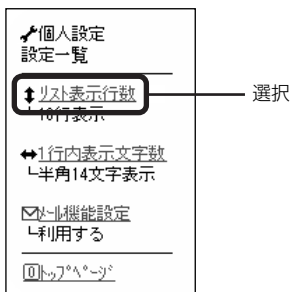 個人設定
設定一覧
リスト表示行数
└10行表示
選択
1行内表示文字数
└半角14文字表示
ﾒｰﾙ機能設定
└利用する
0ﾄｯﾌﾟﾍﾟｰｼﾞ